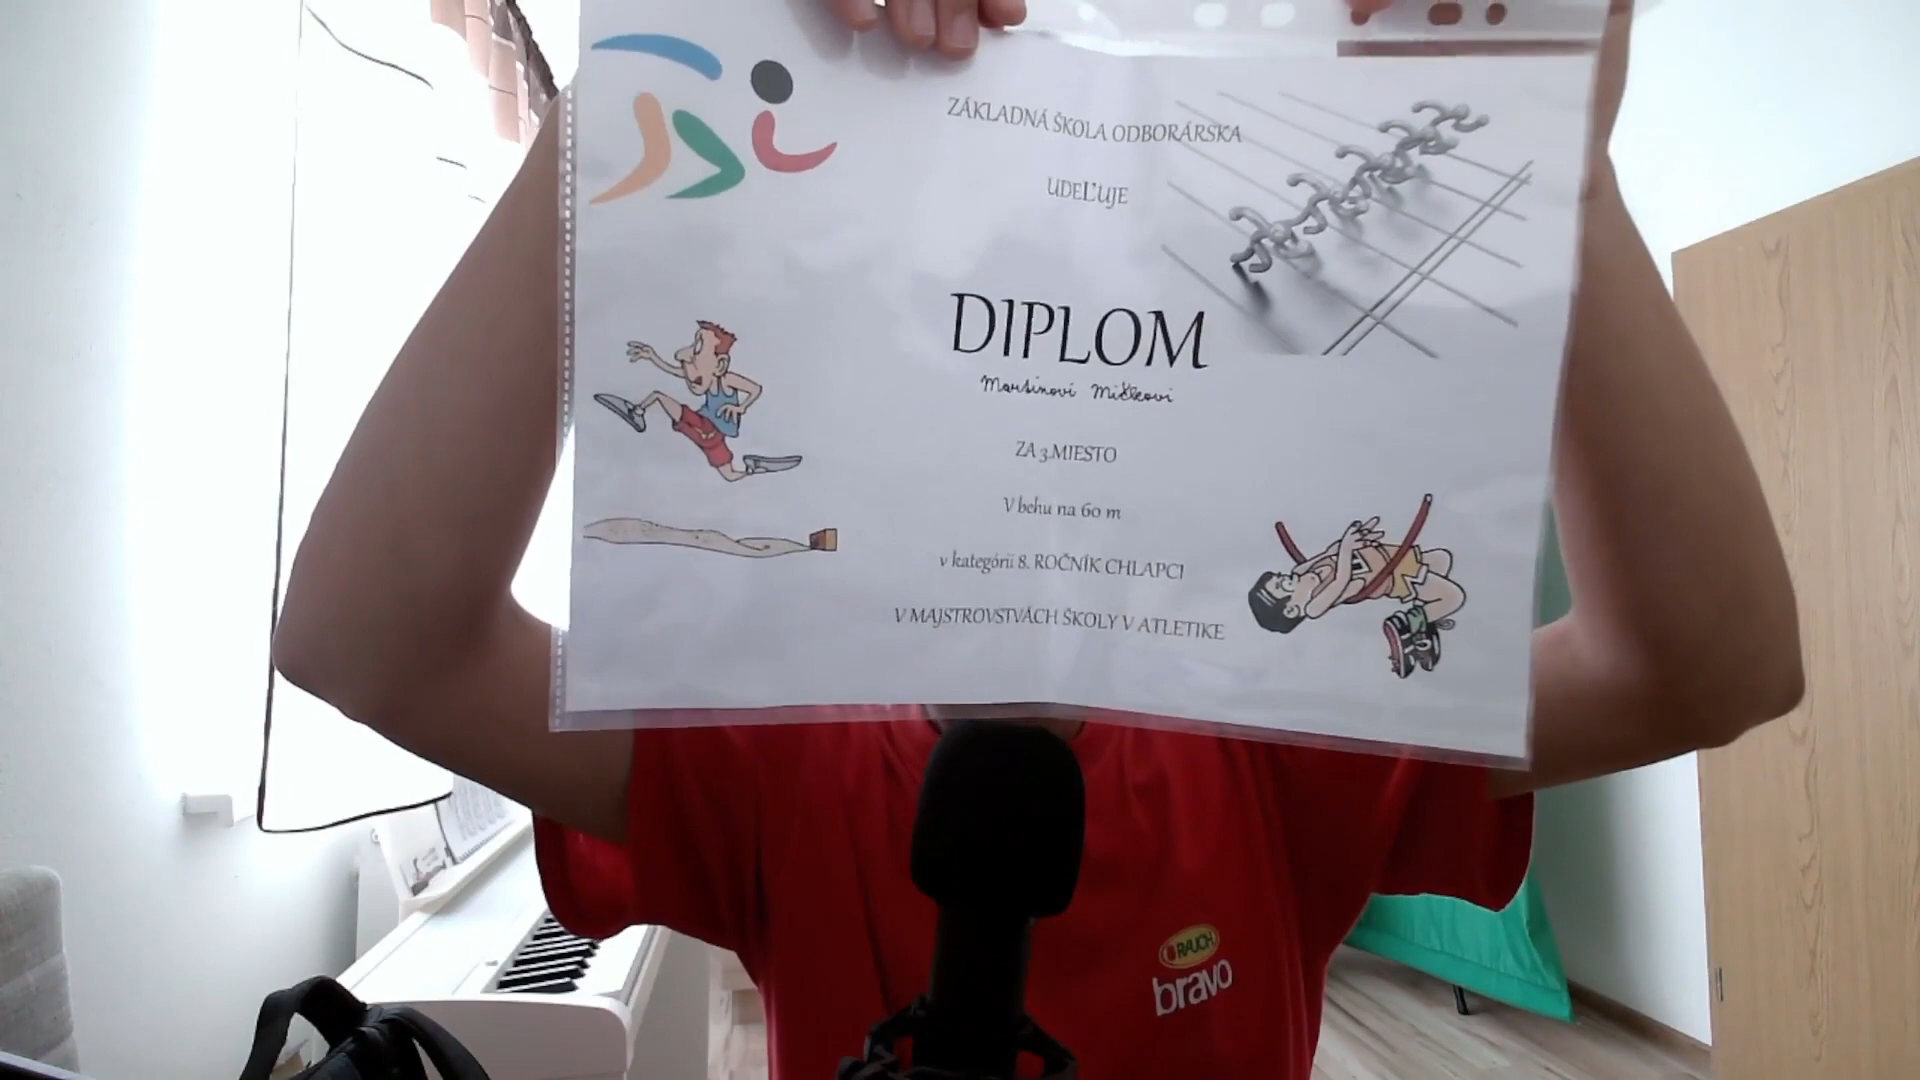 ZÁKLADNÁ ŠKOLA ODBORÁRSKA
UDEĽUJE
DIPLOM
Martinovi Mičkovi
ZA 3.MIESTO
V behu na 60 m
v kategórii 8. ROČNÍK CHLAPCI
V MAJSTROVSTVÁCH ŠKOLY V ATLETIKE
RAUCH
bravo